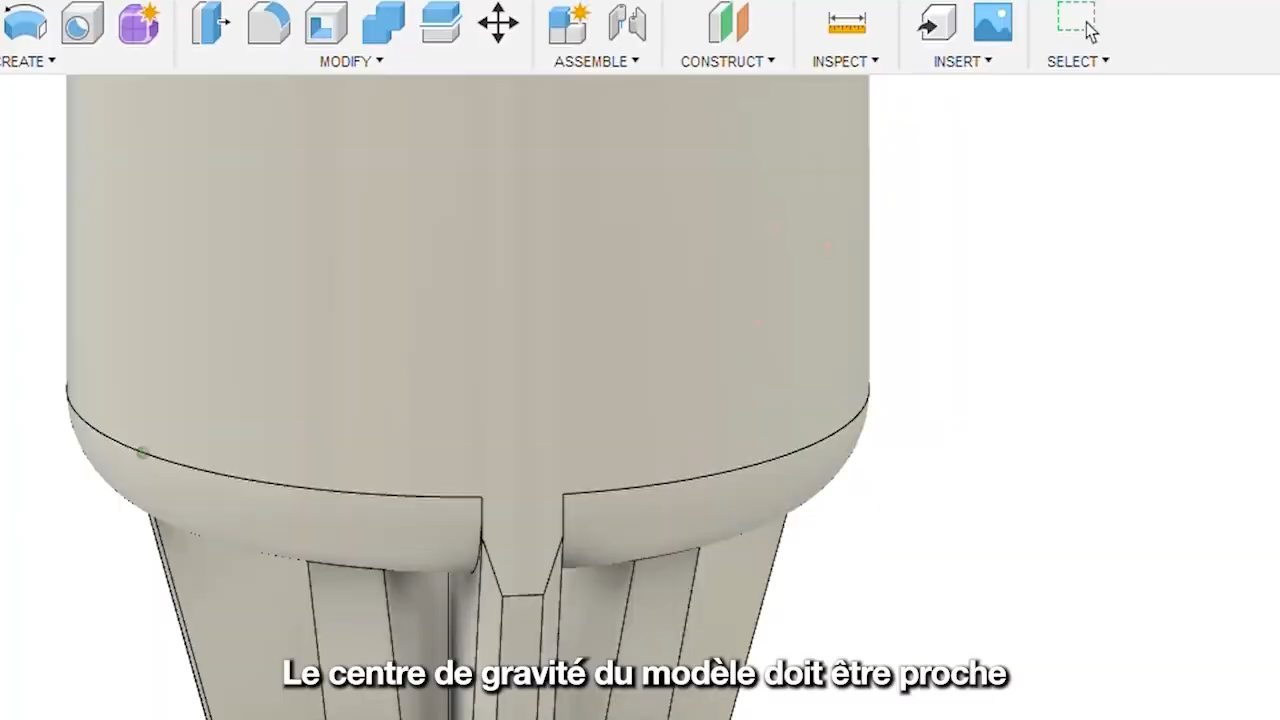 REATE MODIFY ASSEMBLE CONSTRUCT INSPECT INSERT SELECT
Le centre de gravité du modèle doit être proche